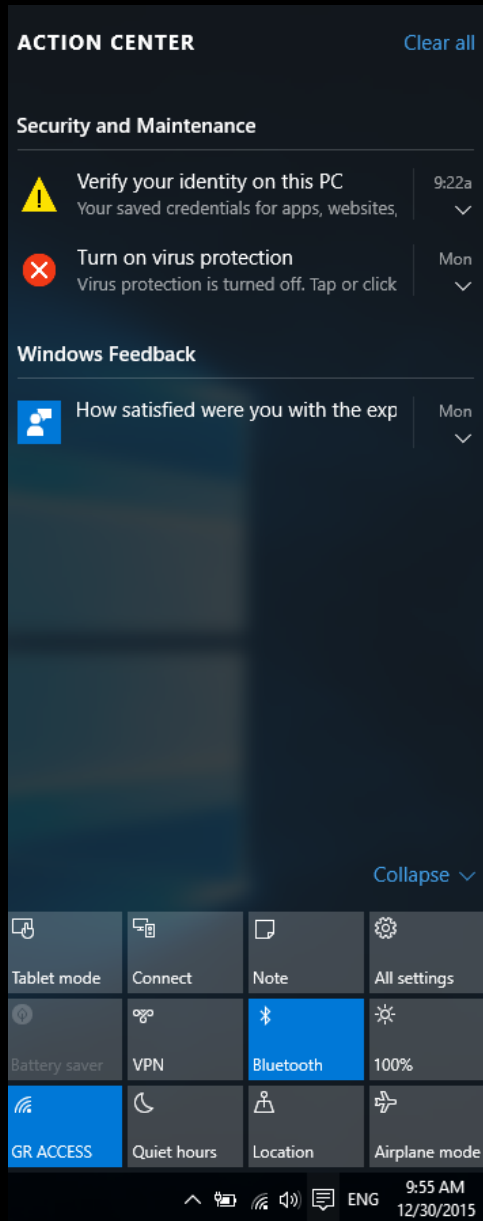 ACTION CENTER Clear all
Security and Maintenance
Verify your identity on this PC 9:22a
Your saved credentials for apps, websites,
Turn on virus protection Mon
Virus protection is turned off. Tap or click
Windows Feedback
How satisfied were you with the exp Mon
Collapse
Tablet mode Connect Note All settings
Battery saver VPN Bluetooth 100%
GR ACCESS Quiet hours Location Airplane mode
ENG 9:55 AM
12/30/2015